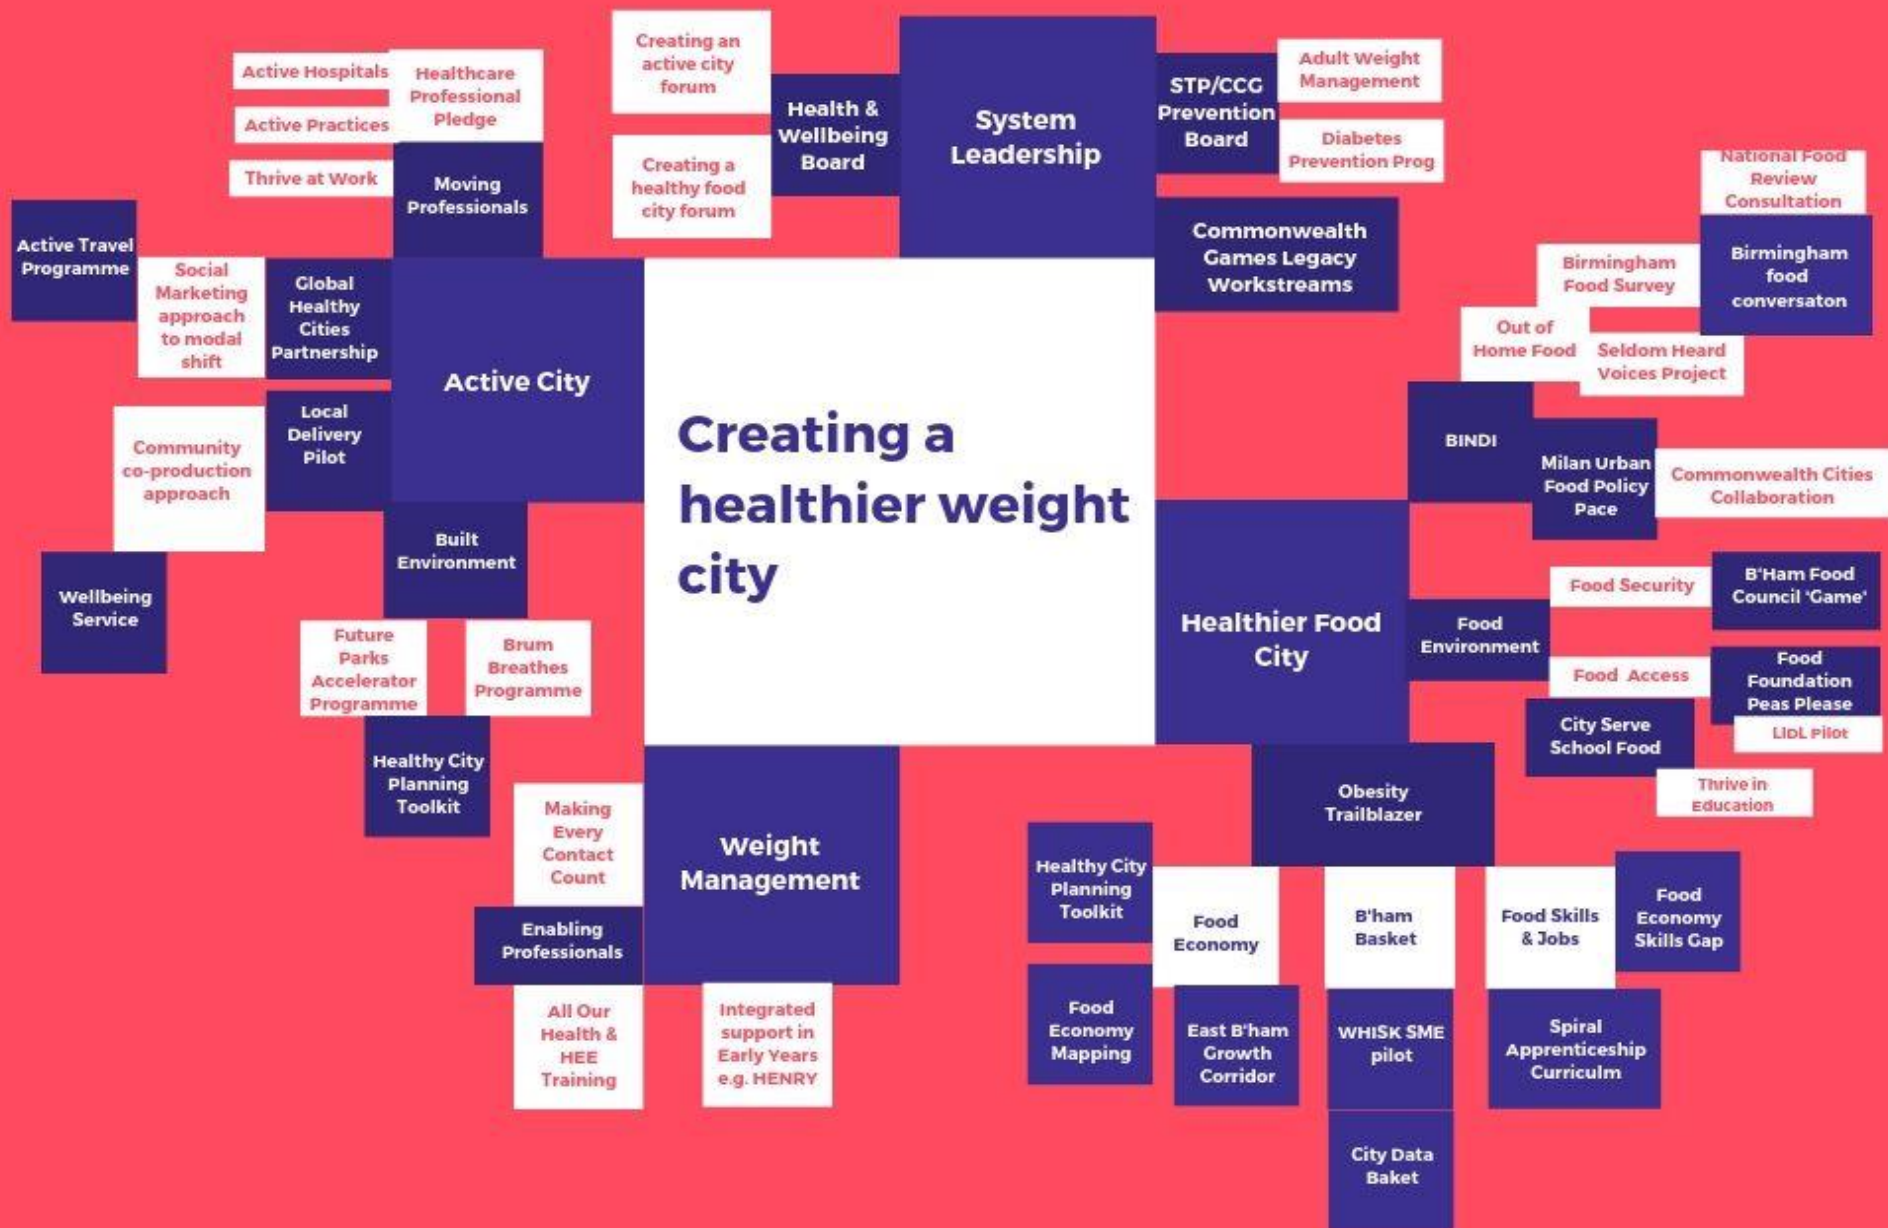 Creating an
active city
forum
Creating a
healthy food
city forum
Health &
Wellbeing
Board
System
Leadership
STP/CCG
Prevention
Board
Adult Weight
Management
Diabetes
Prevention Prog
Commonwealth
Games Legacy
Workstreams
Active Hospitals
Active Practices
Thrive at Work
Healthcare
Professional
Pledge
Moving
Professionals
Active Travel
Programme
Social
Marketing
approach
to modal
shift
Global
Healthy
Cities
Partnership
Active City
Community
co-production
approach
Local
Delivery
Pilot
Wellbeing
Service
Built
Environment
Future
Parks
Accelerator
Programme
Brum
Breathes
Programme
Healthy City
Planning
Toolkit
Creating a
healthier weight
city
National Food
Review
Consultation
Birmingham
food
conversaton
Birmingham
Food Survey
Out of
Home Food
Seldom Heard
Voices Project
BINDI
Milan Urban
Food Policy
Pace
Commonwealth Cities
Collaboration
Healthier Food
City
Food
Environment
Food Security
B'Ham Food
Council 'Game'
Food Access
Food
Foundation
Peas Please
LIDL Pilot
City Serve
School Food
Thrive in
Education
Obesity
Trailblazer
Making
Every
Contact
Count
Weight
Management
Enabling
Professionals
All Our
Health &
HEE
Training
Integrated
support in
Early Years
e.g. HENRY
Healthy City
Planning
Toolkit
Food
Economy
Food
Economy
Mapping
East B'ham
Growth
Corridor
B'ham
Basket
WHISK SME
pilot
City Data
Baket
Food Skills
& Jobs
Food
Economy
Skills Gap
Spiral
Apprenticeship
Curriculm